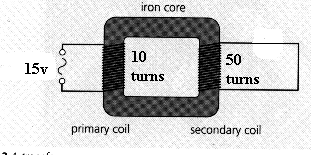 iron core
15v
10
turns
50
turns
primary coil
secondary coil